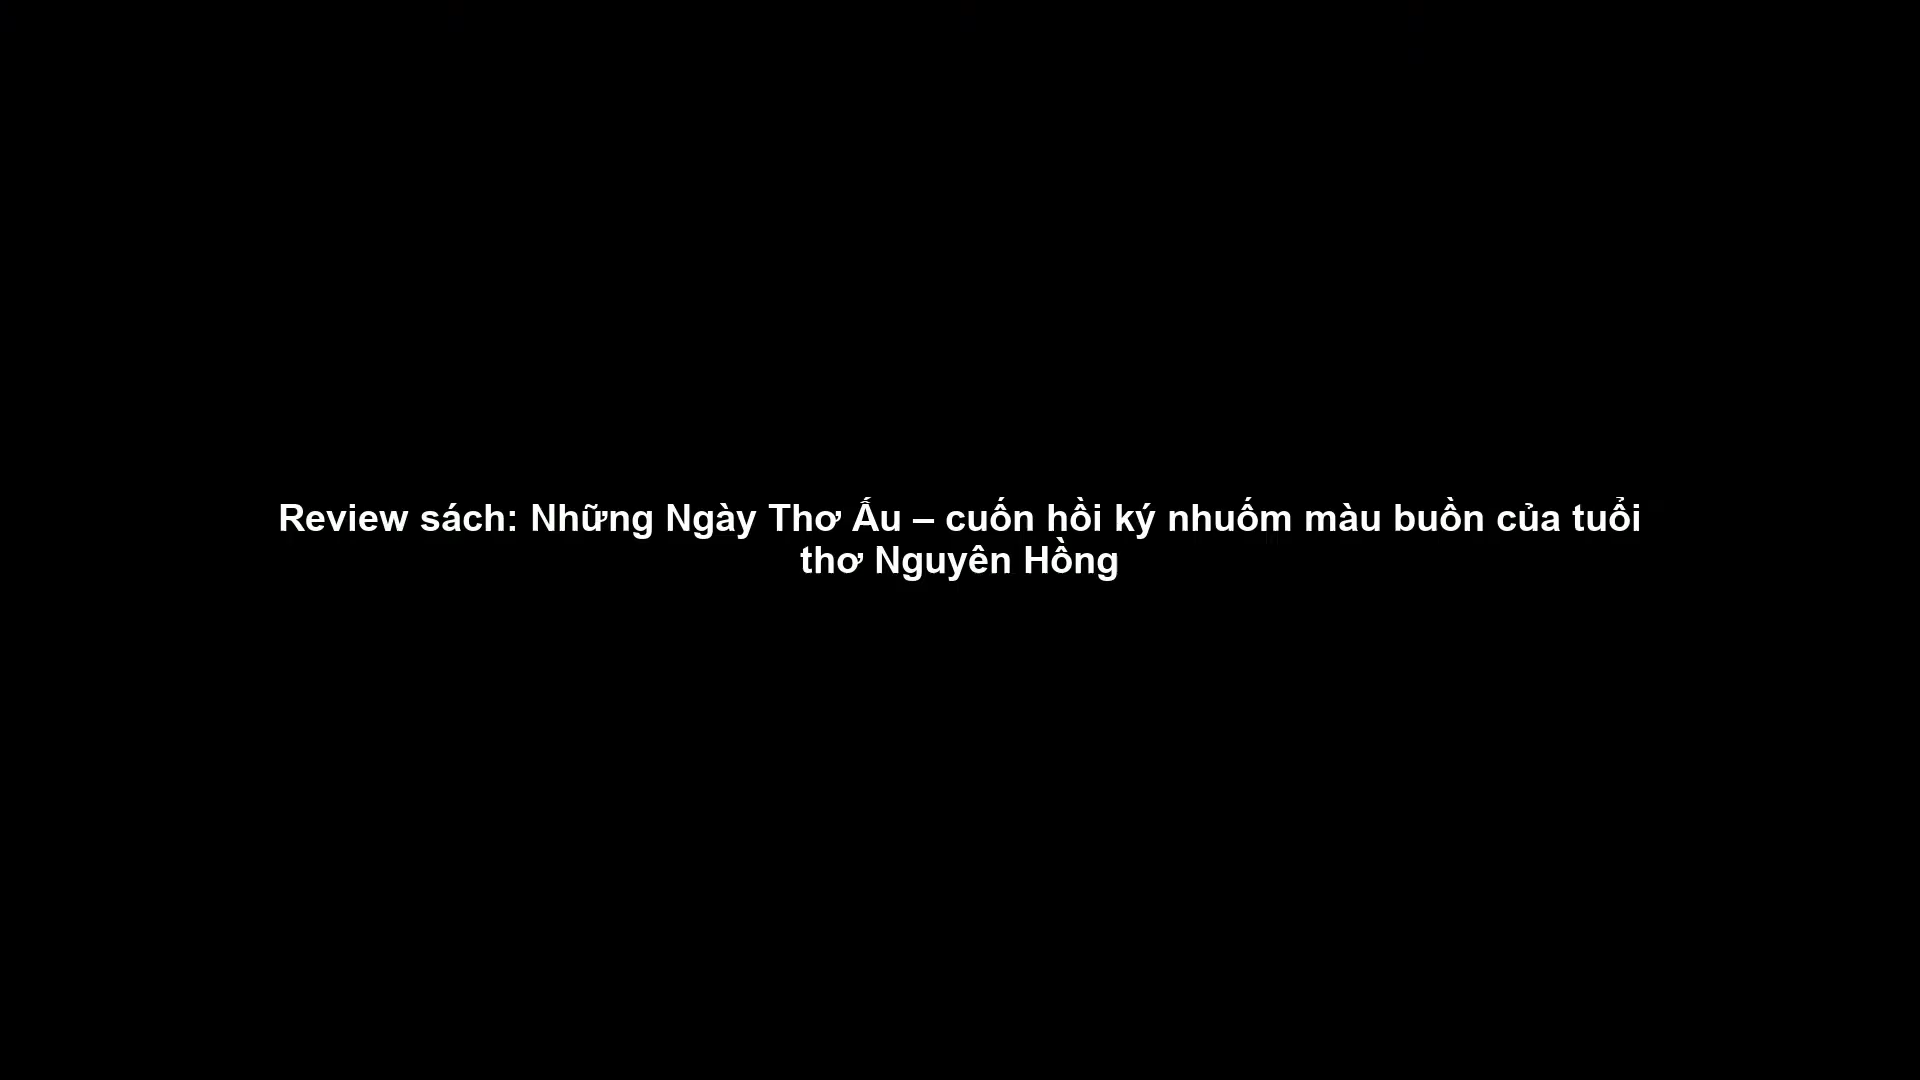 Review sách: Những Ngày Thơ Ấu – cuốn hồi ký nhuốm màu buồn của tuổi
thơ Nguyên Hồng